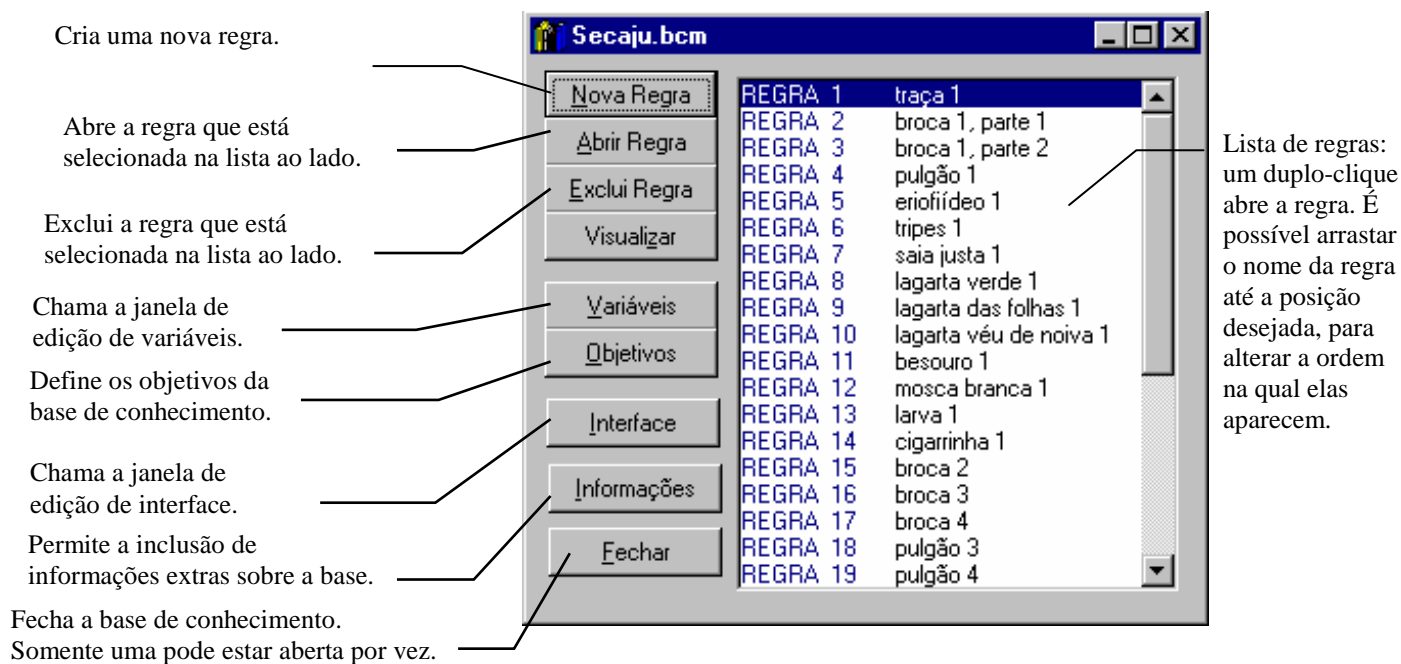 Cria uma nova regra.
Abre a regra que está
selecionada na lista ao lado.
Exclui a regra que está
selecionada na lista ao lado.
Chama a janela de
edição de variáveis.
Define os objetivos da
base de conhecimento.
Chama a janela de
edição de interface.
Permite a inclusão de
informações extras sobre a base.
Fecha a base de conhecimento.
Somente uma pode estar aberta por vez.
Secaju.bcm
Nova Regra
Abrir Regra
Exclui Regra
Visualizar
Variáveis
Objetivos
Interface
Informações
Fechar
REGRA 1 traça 1
REGRA 2 broca 1, parte 1
REGRA 3 broca 1, parte 2
REGRA 4 pulgão 1
REGRA 5 eriofiídeo 1
REGRA 6 tripes 1
REGRA 7 saia justa 1
REGRA 8 lagarta verde 1
REGRA 9 lagarta das folhas 1
REGRA 10 lagarta véu de noiva 1
REGRA 11 besouro 1
REGRA 12 mosca branca 1
REGRA 13 larva 1
REGRA 14 cigarrinha 1
REGRA 15 broca 2
REGRA 16 broca 3
REGRA 17 broca 4
REGRA 18 pulgão 3
REGRA 19 pulgão 4
Lista de regras:
um duplo-clique
abre a regra. É
possível arrastar
o nome da regra
até a posição
desejada, para
alterar a ordem
na qual elas
aparecem.